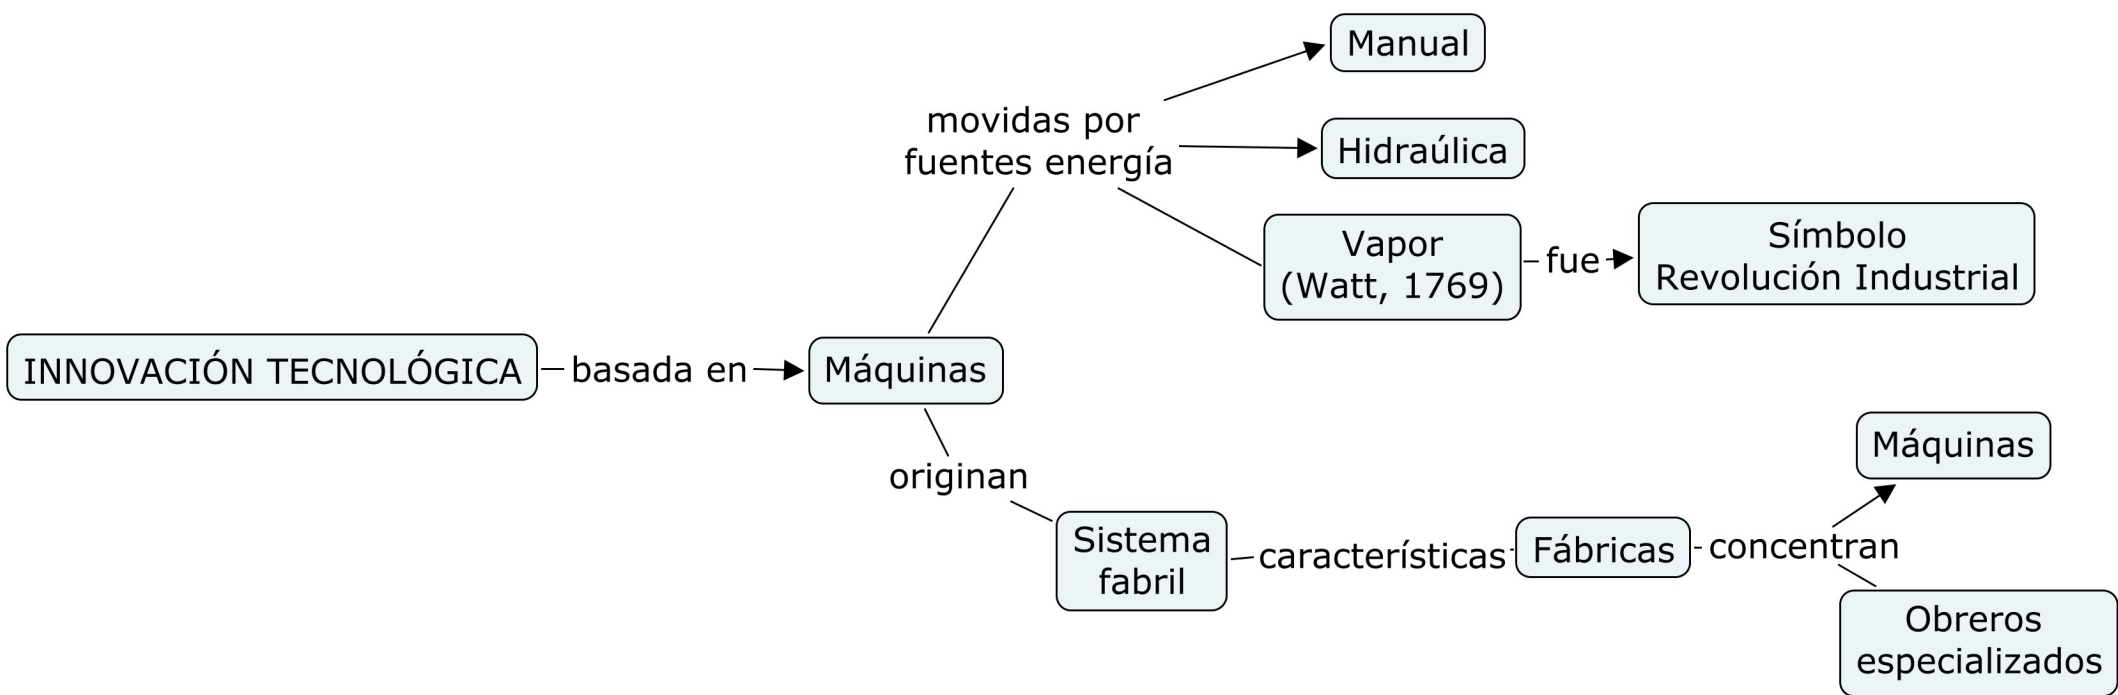 Manual
movidas por
fuentes energía
Hidraúlica
Vapor
(Watt, 1769)
fue
Símbolo
Revolución Industrial
INNOVACIÓN TECNOLÓGICA
basada en
Máquinas
originan
Sistema
fabril
características
Fábricas
concentran
Máquinas
Obreros
especializados